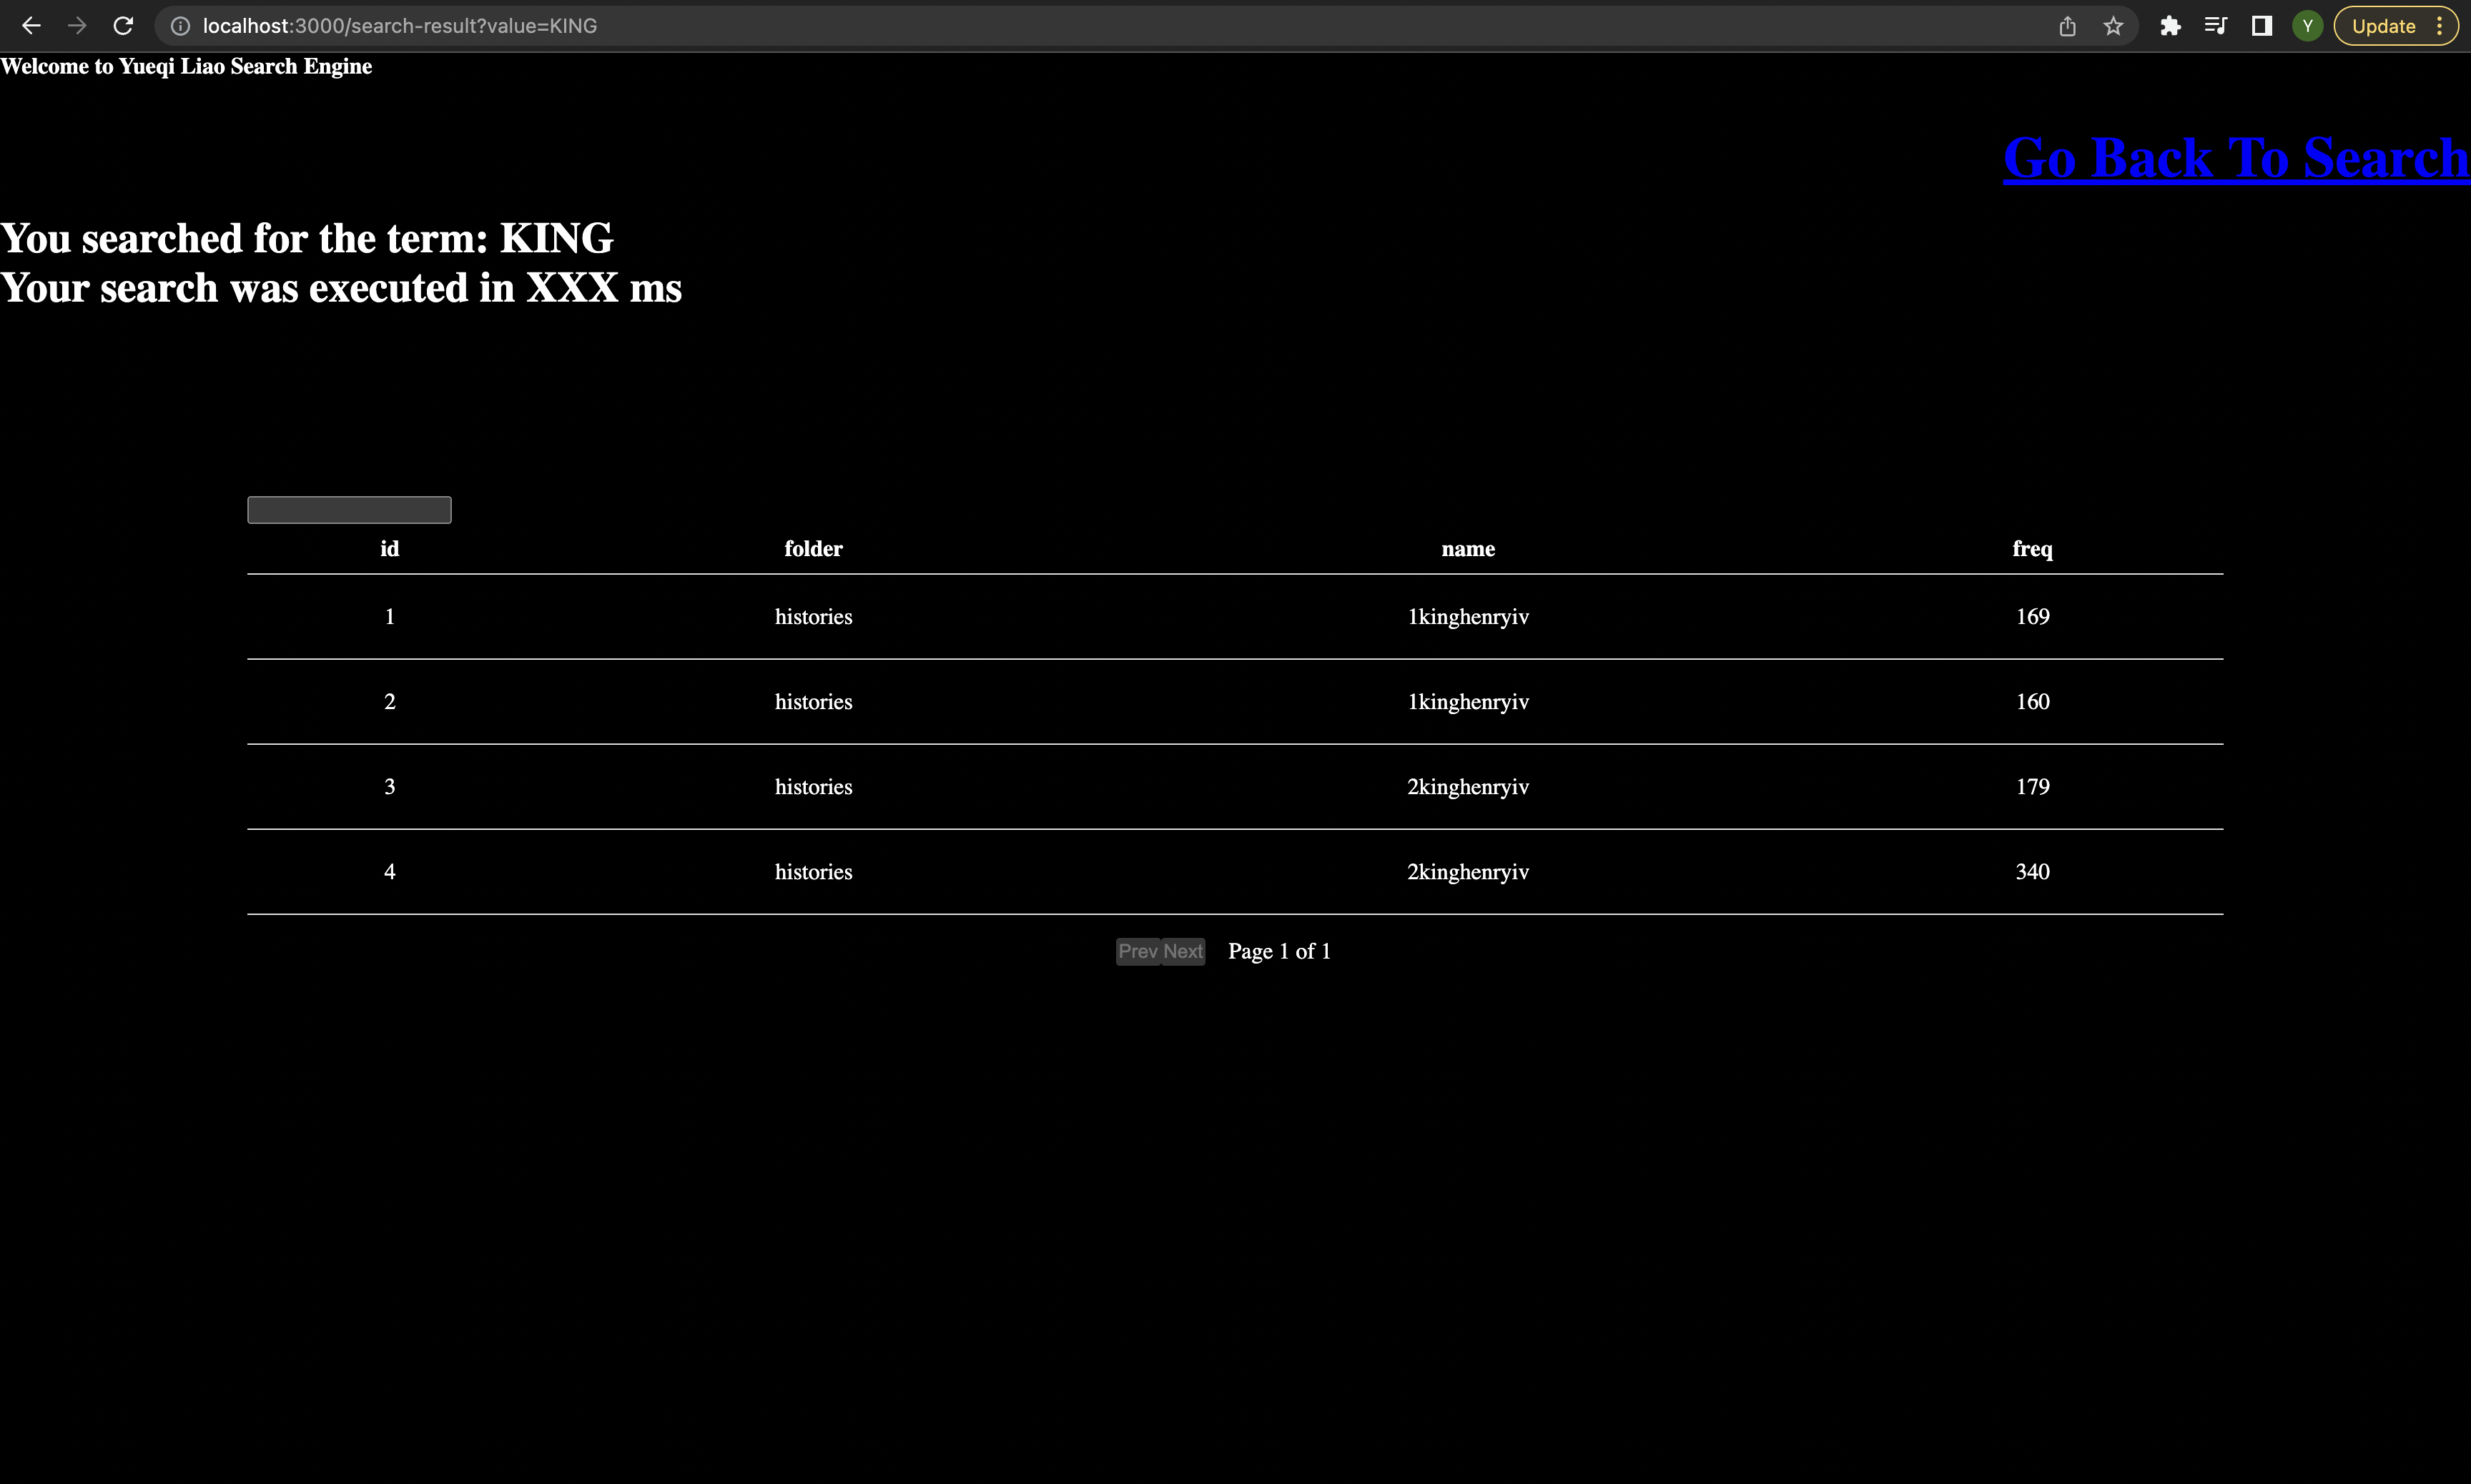 localhost:3000/search-result?value=KING
Y
Update
Welcome to Yueqi Liao Search Engine
Go Back To Search
You searched for the term: KING
Your search was executed in XXX ms
id folder name freq
1 histories 1kinghenryiv 169
2 histories 1kinghenryiv 160
3 histories 2kinghenryiv 179
4 histories 2kinghenryiv 340
Prev Next Page 1 of 1